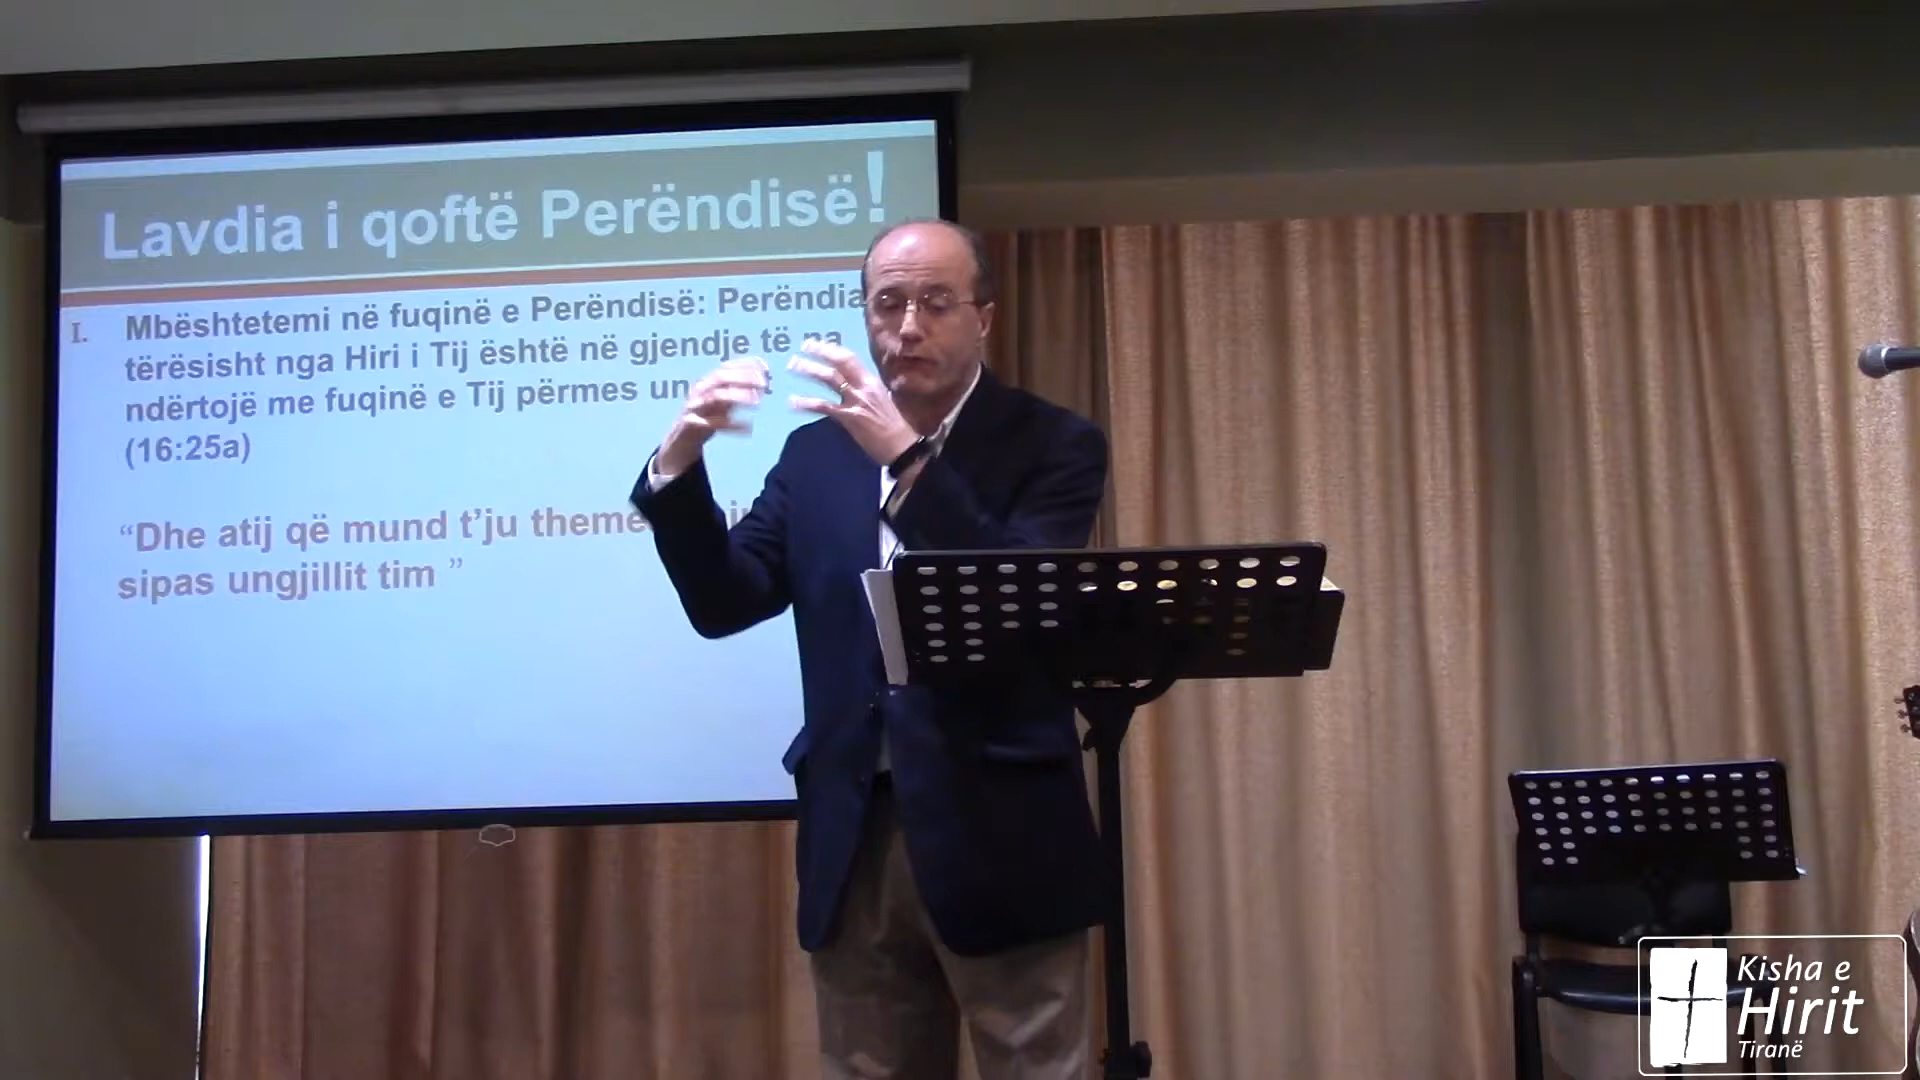 Lavdia i qoftë Perëndisë!
I. Mbështetemi në fuqinë e Perëndisë: Perëndia
tërësisht nga Hiri i Tij është në gjendje të na
ndërtojë me fuqinë e Tij përmes
(16:25a)
“Dhe atij që mund t’ju
sipas ungjillit tim ”
Kisha e
Hirit
Tiranë